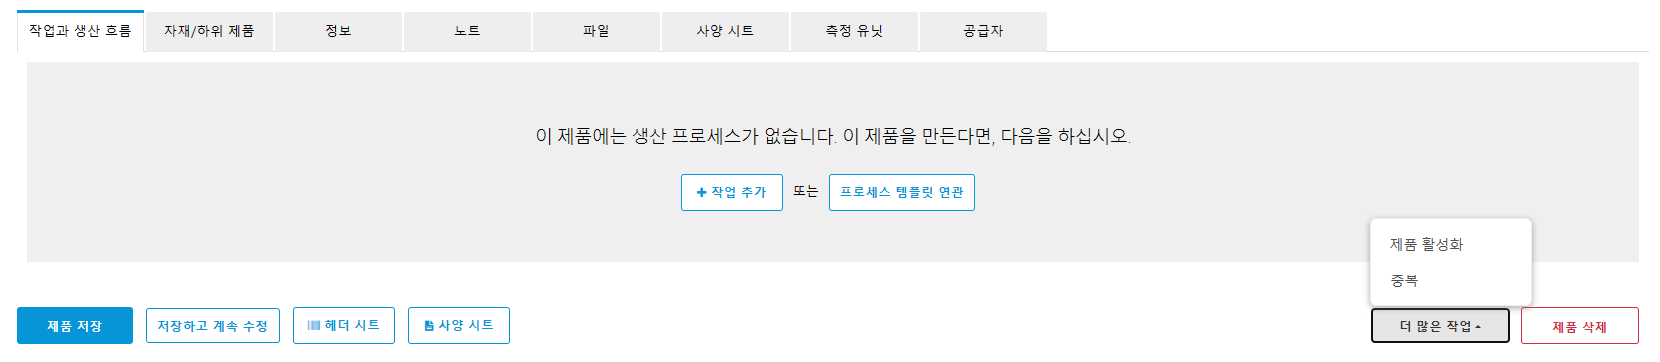 작업과 생산 흐름 자재/하위 제품 정보 노트 파일 사양 시트 측정 유닛 공급자
이 제품에는 생산 프로세스가 없습니다. 이 제품을 만든다면, 다음을 하십시오.
+ 작업 추가 또는 프로세스 템플릿 연관
제품 활성화
중복
제품 저장 저장하고 계속 수정 헤더 시트 사양 시트 더 많은 작업 제품 삭제